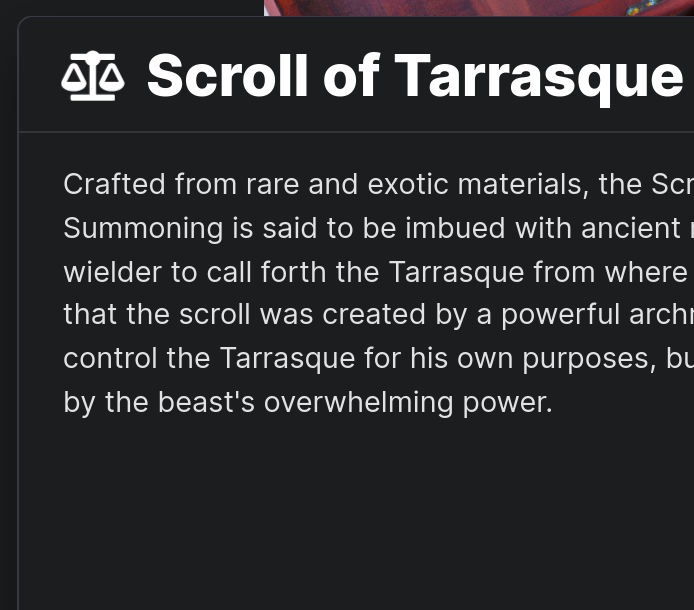 Scroll of Tarrasque
Crafted from rare and exotic materials, the
Summoning is said to be imbued with ancient
wielder to call forth the Tarrasque from where
that the scroll was created by a powerful
control the Tarrasque for his own purposes,
by the beast's overwhelming power.